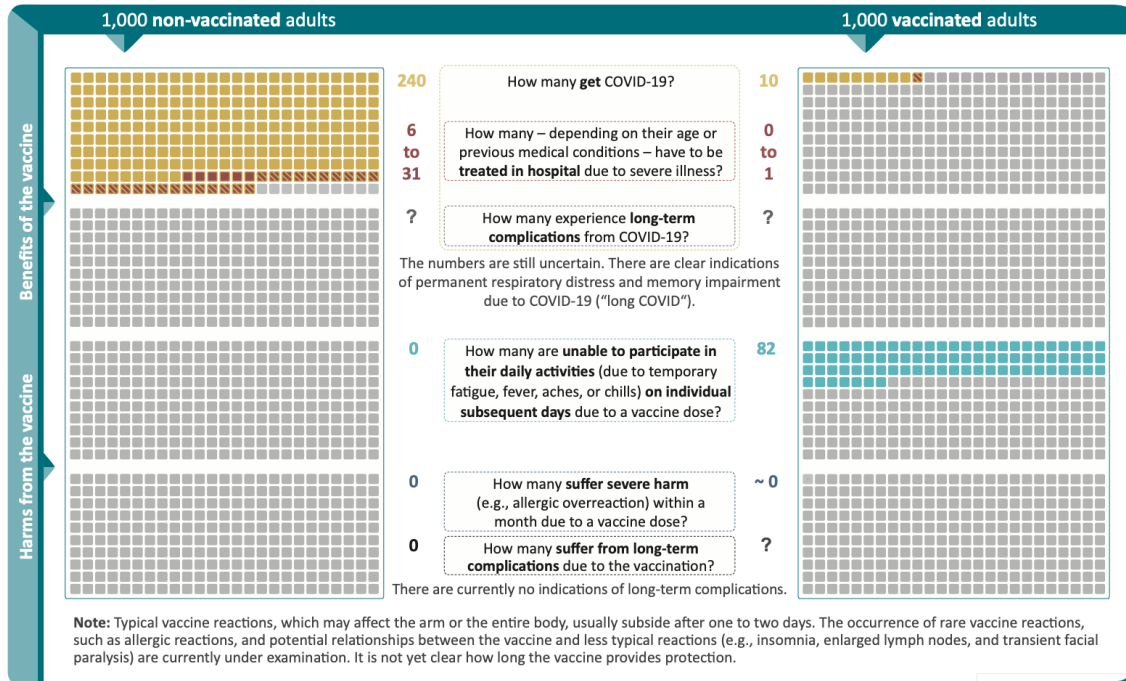 1,000 non-vaccinated adults
1,000 vaccinated adults
Benefits of the vaccine
240
How many get COVID-19?
10
6
to
31
How many – depending on their age or
previous medical conditions – have to be
treated in hospital due to severe illness?
0
to
1
?
How many experience long-term
complications from COVID-19?
?
The numbers are still uncertain. There are clear indications
of permanent respiratory distress and memory impairment
due to COVID-19 ("long COVID“).
Harms from the vaccine
0
How many are unable to participate in
their daily activities (due to temporary
fatigue, fever, aches, or chills) on individual
subsequent days due to a vaccine dose?
82
0
How many suffer severe harm
(e.g., allergic overreaction) within a
month due to a vaccine dose?
~ 0
0
How many suffer from long-term
complications due to the vaccination?
?
There are currently no indications of long-term complications.
Note: Typical vaccine reactions, which may affect the arm or the entire body, usually subside after one to two days. The occurrence of rare vaccine reactions,
such as allergic reactions, and potential relationships between the vaccine and less typical reactions (e.g., insomnia, enlarged lymph nodes, and transient facial
paralysis) are currently under examination. It is not yet clear how long the vaccine provides protection.